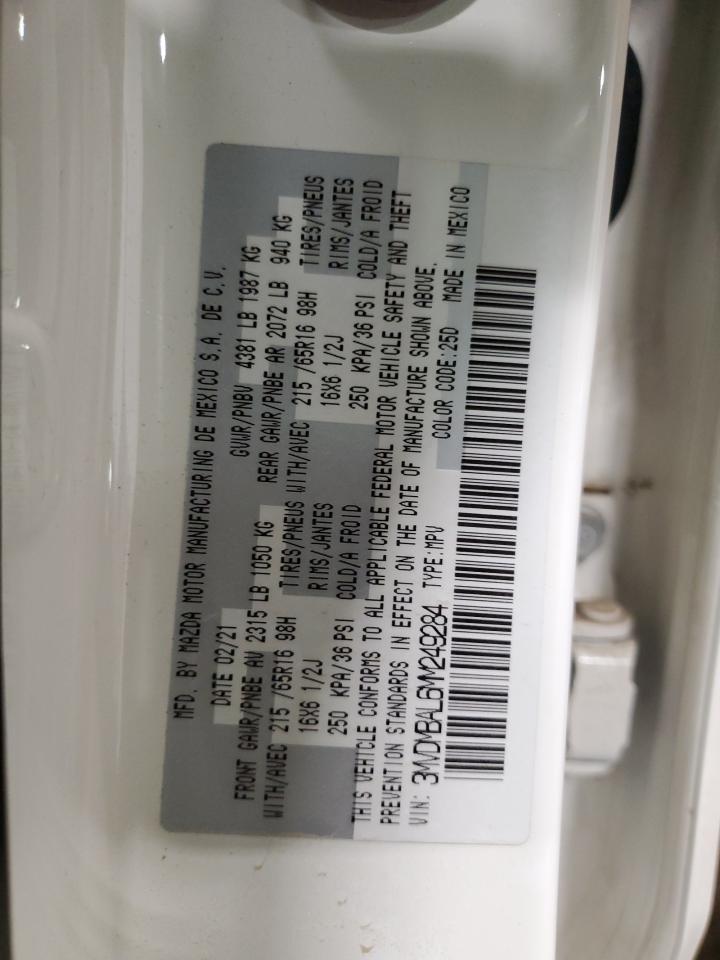 MFD. BY MAZDA MOTOR MANUFACTURING DE MEXICO S.A. DE C.V.
DATE 02/21 GVWR/PNBV 4381 LB 1987 KG
FRONT GAWR/PNBE AV 2315 LB 1050 KG REAR GAWR/PNBE AR 2072 LB 940 KG
WITH/AVEC 215 /65R16 98H TIRES/PNEUS WITH/AVEC 215 /65R16 98H TIRES/PNEUS
16X6 1/2J RIMS/JANTES 16X6 1/2J RIMS/JANTES
250 KPA/36 PSI COLD/A FROID 250 KPA/36 PSI COLD/A FROID
THIS VEHICLE CONFORMS TO ALL APPLICABLE FEDERAL MOTOR VEHICLE SAFETY AND THEFT
PREVENTION STANDARDS IN EFFECT ON THE DATE OF MANUFACTURE SHOWN ABOVE.
VIN: 3MVDMBAL6MM249284 TYPE:MPV COLOR CODE:25D MADE IN MEXICO